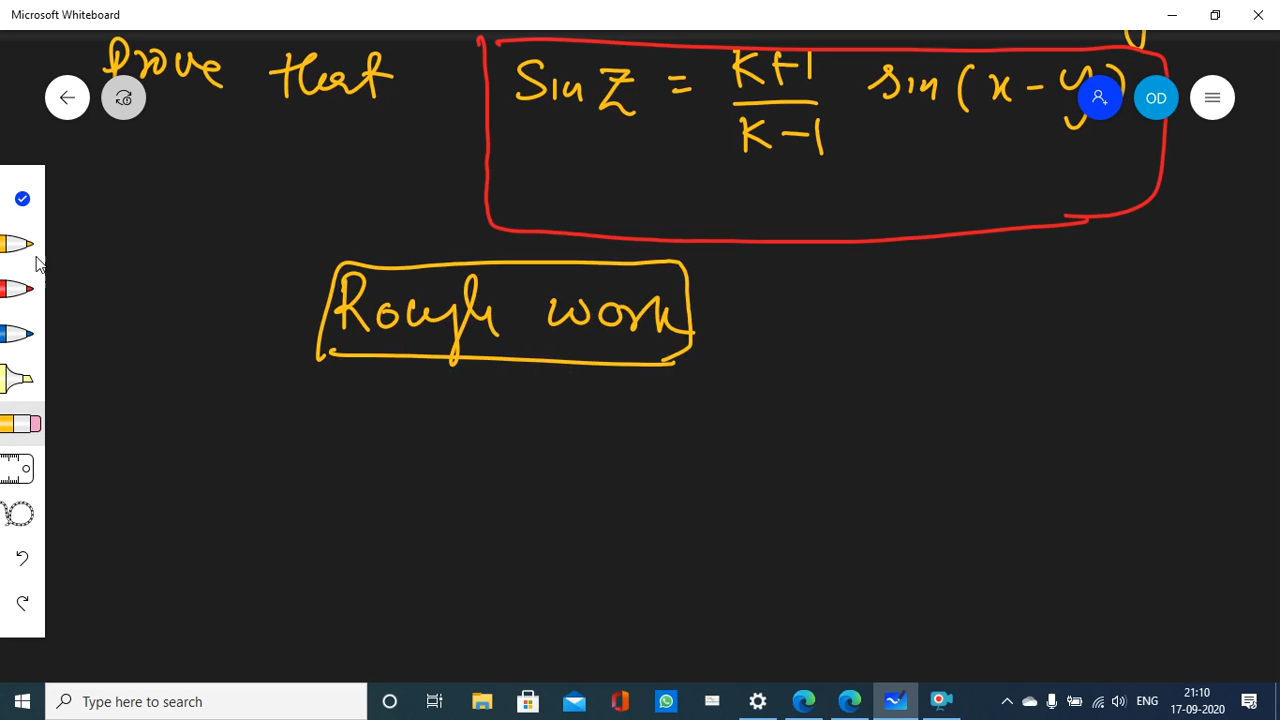 Microsoft Whiteboard
Prove that
Sin Z = K+1 / K-1 sin(x-y)
OD
Rough work
Type here to search
ENG
21:10
17-09-2020